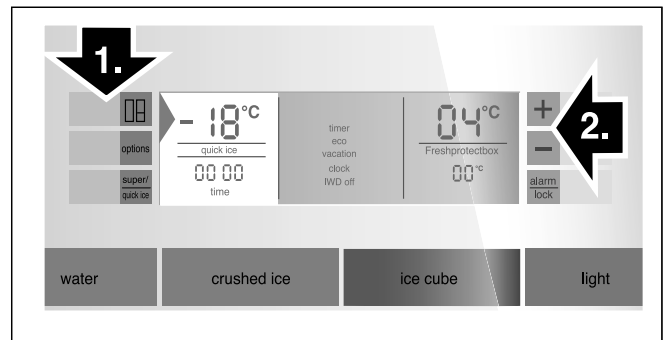 1.
- 18°C
quick ice
00 00
time
timer
eco
vacation
clock
IWD off
04°C
Freshprotectbox
00°C
options
super/
quick ice
+
-
2.
alarm
lock
water
crushed ice
ice cube
light